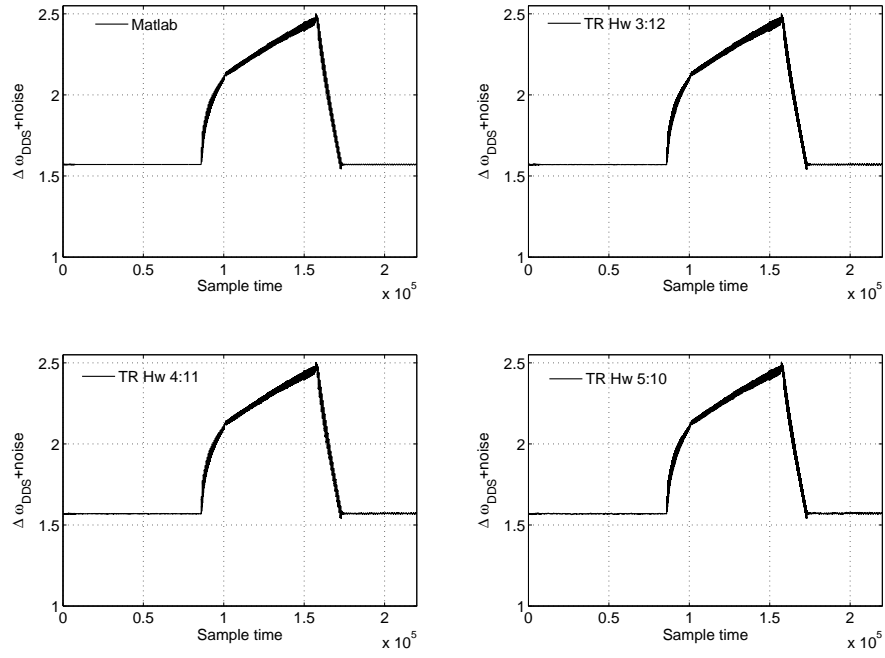 2.5
2
1.5
1
Δ ω_DDS+noise
Matlab
0 0.5 1 1.5 2
Sample time
x 10^5
2.5
2
1.5
1
Δ ω_DDS+noise
TR Hw 3:12
0 0.5 1 1.5 2
Sample time
x 10^5
2.5
2
1.5
1
Δ ω_DDS+noise
TR Hw 4:11
0 0.5 1 1.5 2
Sample time
x 10^5
2.5
2
1.5
1
Δ ω_DDS+noise
TR Hw 5:10
0 0.5 1 1.5 2
Sample time
x 10^5